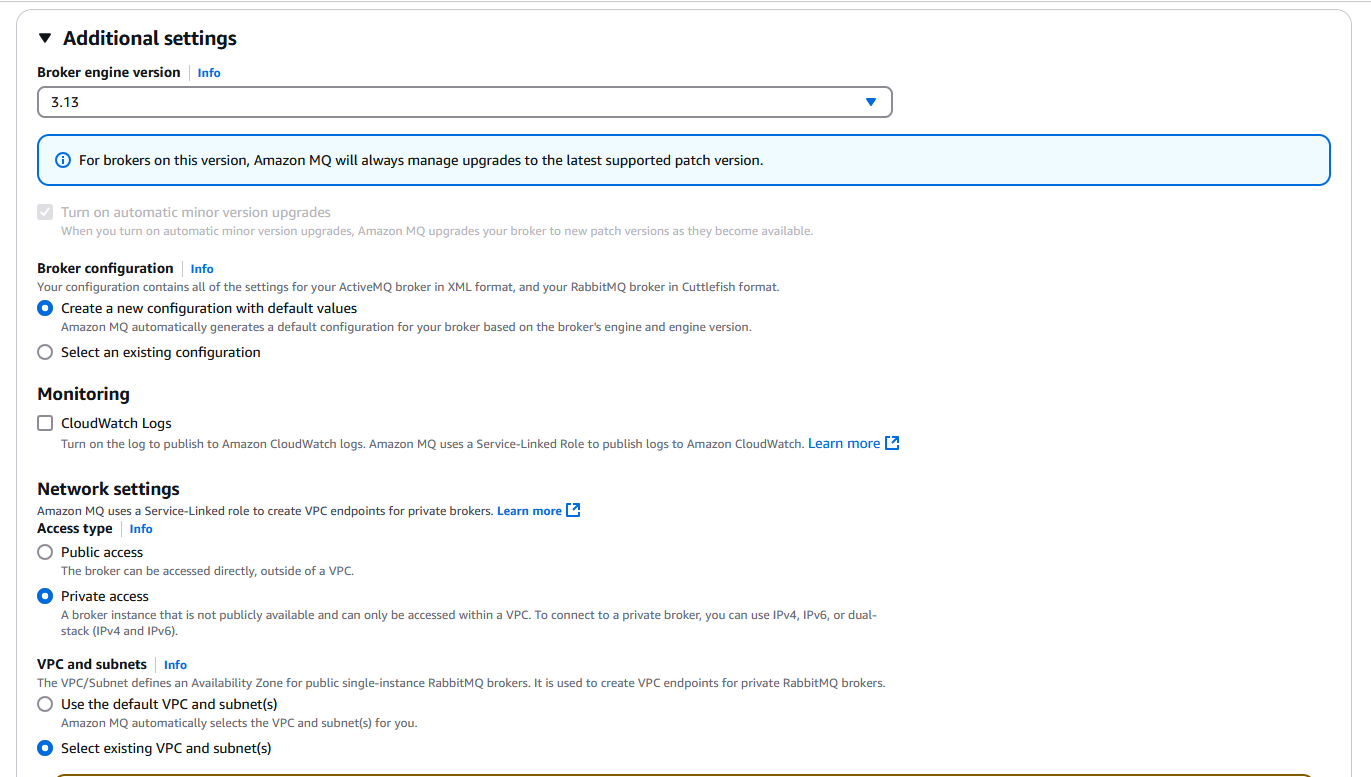 Additional settings
Broker engine version Info
3.13
For brokers on this version, Amazon MQ will always manage upgrades to the latest supported patch version.
Turn on automatic minor version upgrades
When you turn on automatic minor version upgrades, Amazon MQ upgrades your broker to new patch versions as they become available.
Broker configuration Info
Your configuration contains all of the settings for your ActiveMQ broker in XML format, and your RabbitMQ broker in Cuttlefish format.
Create a new configuration with default values
Amazon MQ automatically generates a default configuration for your broker based on the broker's engine and engine version.
Select an existing configuration
Monitoring
CloudWatch Logs
Turn on the log to publish to Amazon CloudWatch logs. Amazon MQ uses a Service-Linked Role to publish logs to Amazon CloudWatch. Learn more
Network settings
Amazon MQ uses a Service-Linked role to create VPC endpoints for private brokers. Learn more
Access type Info
Public access
The broker can be accessed directly, outside of a VPC.
Private access
A broker instance that is not publicly available and can only be accessed within a VPC. To connect to a private broker, you can use IPv4, IPv6, or dual-
stack (IPv4 and IPv6).
VPC and subnets Info
The VPC/Subnet defines an Availability Zone for public single-instance RabbitMQ brokers. It is used to create VPC endpoints for private RabbitMQ brokers.
Use the default VPC and subnet(s)
Amazon MQ automatically selects the VPC and subnet(s) for you.
Select existing VPC and subnet(s)